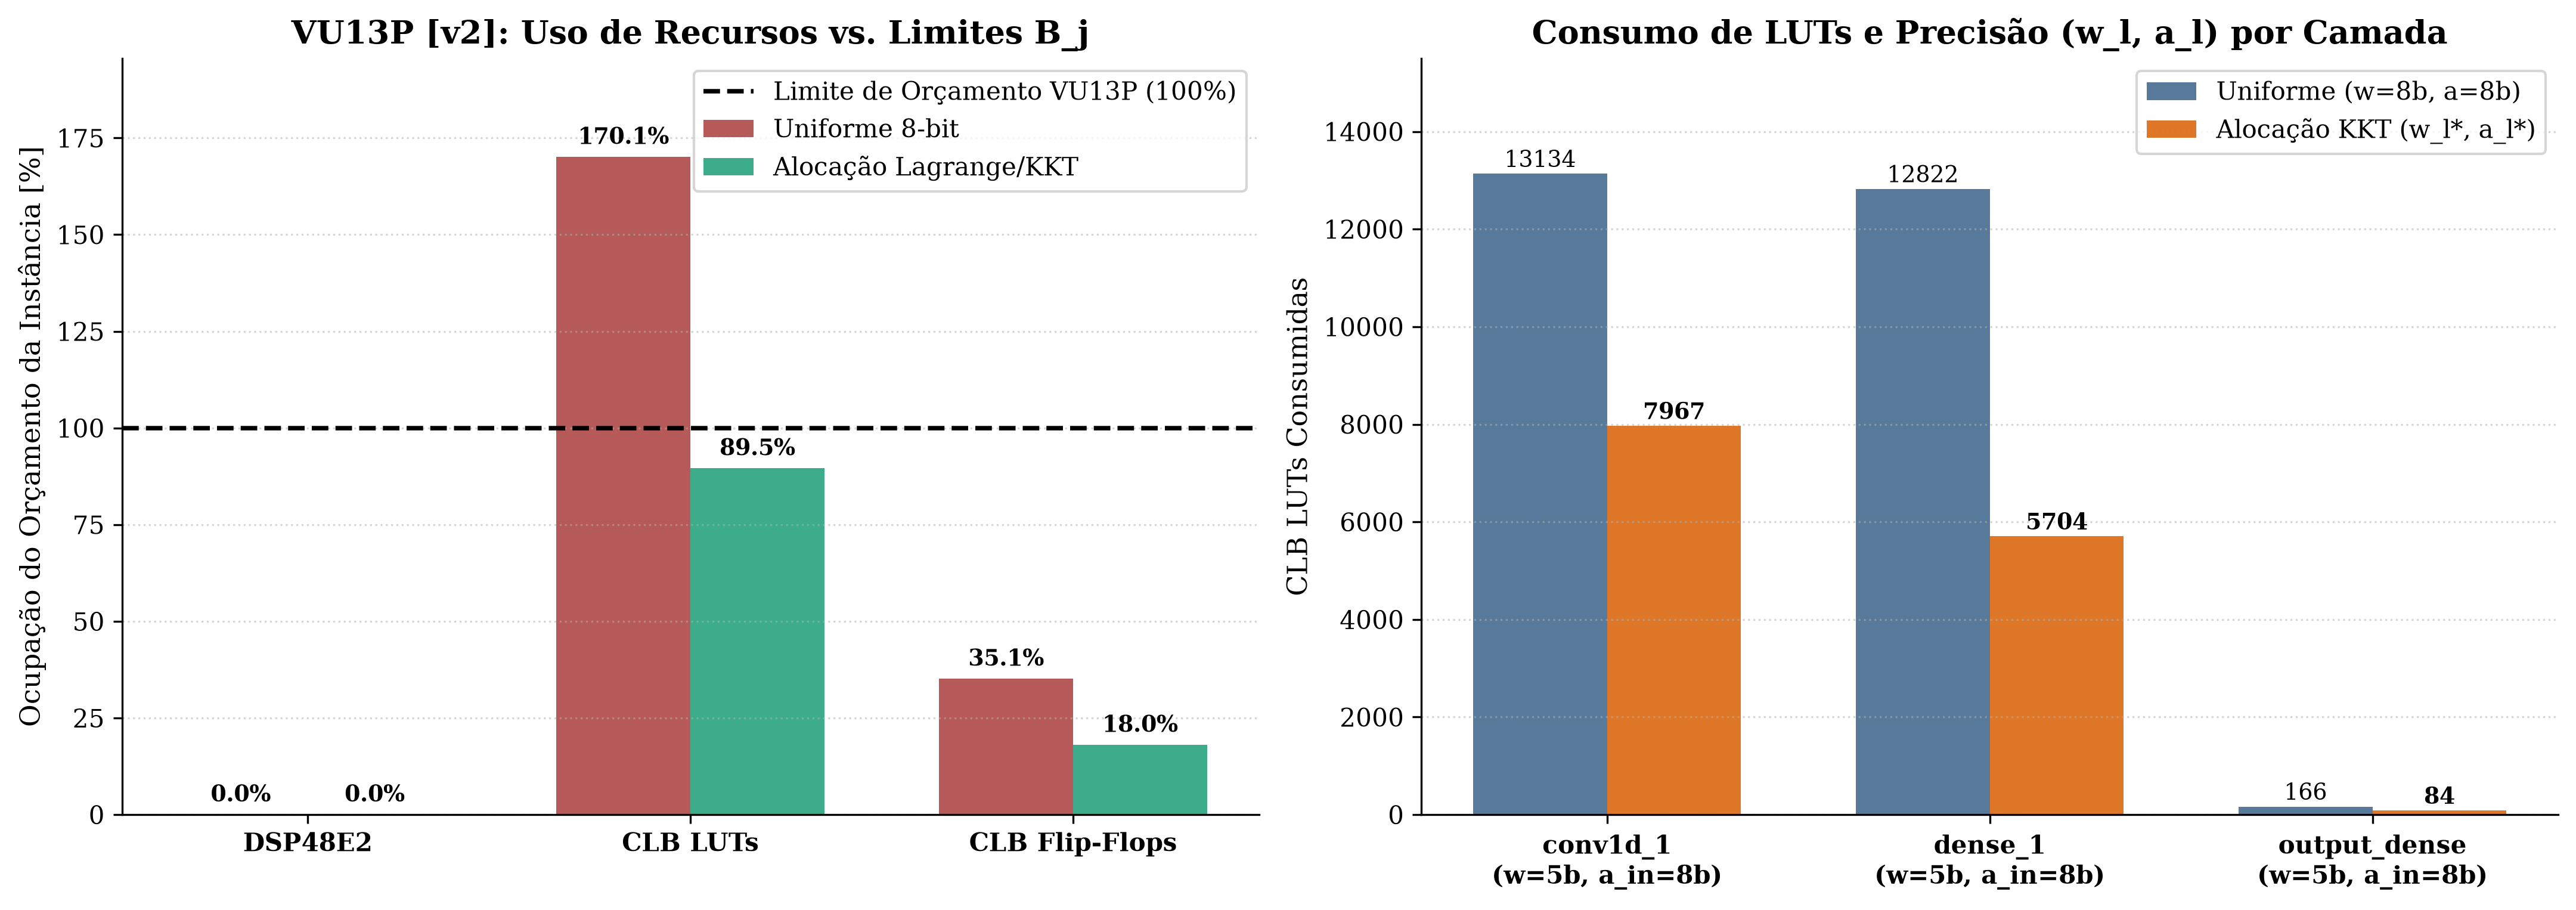 VU13P [v2]: Uso de Recursos vs. Limites B_j
Ocupação do Orçamento da Instância [%]
175
150
125
100
75
50
25
0
Limite de Orçamento VU13P (100%)
Uniforme 8-bit
Alocação Lagrange/KKT
0.0%
0.0%
170.1%
89.5%
35.1%
18.0%
DSP48E2
CLB LUTs
CLB Flip-Flops
Consumo de LUTs e Precisão (w_l, a_l) por Camada
CLB LUTs Consumidas
14000
12000
10000
8000
6000
4000
2000
0
Uniforme (w=8b, a=8b)
Alocação KKT (w_l*, a_l*)
13134
7967
12822
5704
166
84
conv1d_1
(w=5b, a_in=8b)
dense_1
(w=5b, a_in=8b)
output_dense
(w=5b, a_in=8b)